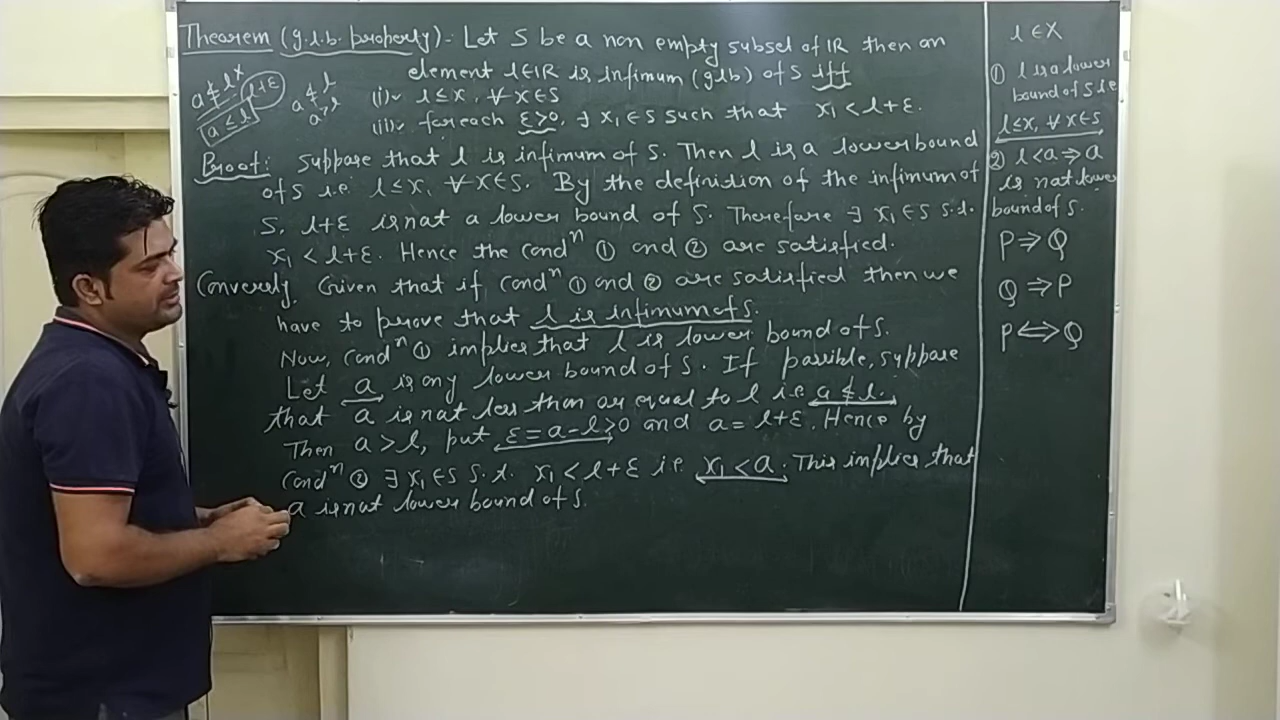 Theorem (g.l.b. property):- Let S be a non empty subset of IR then an
element l∈IR is infimum (glb) of S iff
(i)• l ≤ x, ∀ x∈S
(ii)• foreach ε>0, ∃ x₁∈S such that x₁ < l+ε.
a ≰ l x l+ε
a ≤ l
a ≰ l
a > l
Proof: Suppose that l is infimum of S. Then l is a lower bound
of S i.e. l ≤ x, ∀ x∈S. By the definition of the infimum of
S, l+ε is not a lower bound of S. Therefore ∃ x₁∈S s.t.
x₁ < l+ε. Hence the condⁿ ① and ② are satisfied.
Conversely, Given that if condⁿ ① and ② are satisfied then we
have to prove that l is infimum of S.
Now, condⁿ ① implies that l is lower bound of S.
Let a is any lower bound of S. If possible, suppose
that a is not less than or equal to l i.e. a ≰ l.
Then a>l, put ε = a-l>0 and a = l+ε. Hence by
condⁿ ② ∃ x₁∈S s.t. x₁ < l+ε i.e. x₁ < a. This implies that
a is not lower bound of S.
l ∈ X
① l is a lower
bound of S i.e
l≤x, ∀ x∈S
② l < a ⇒ a
is not lower
bound of S.
P ⇒ Q
Q ⇒ P
P ⟺ Q